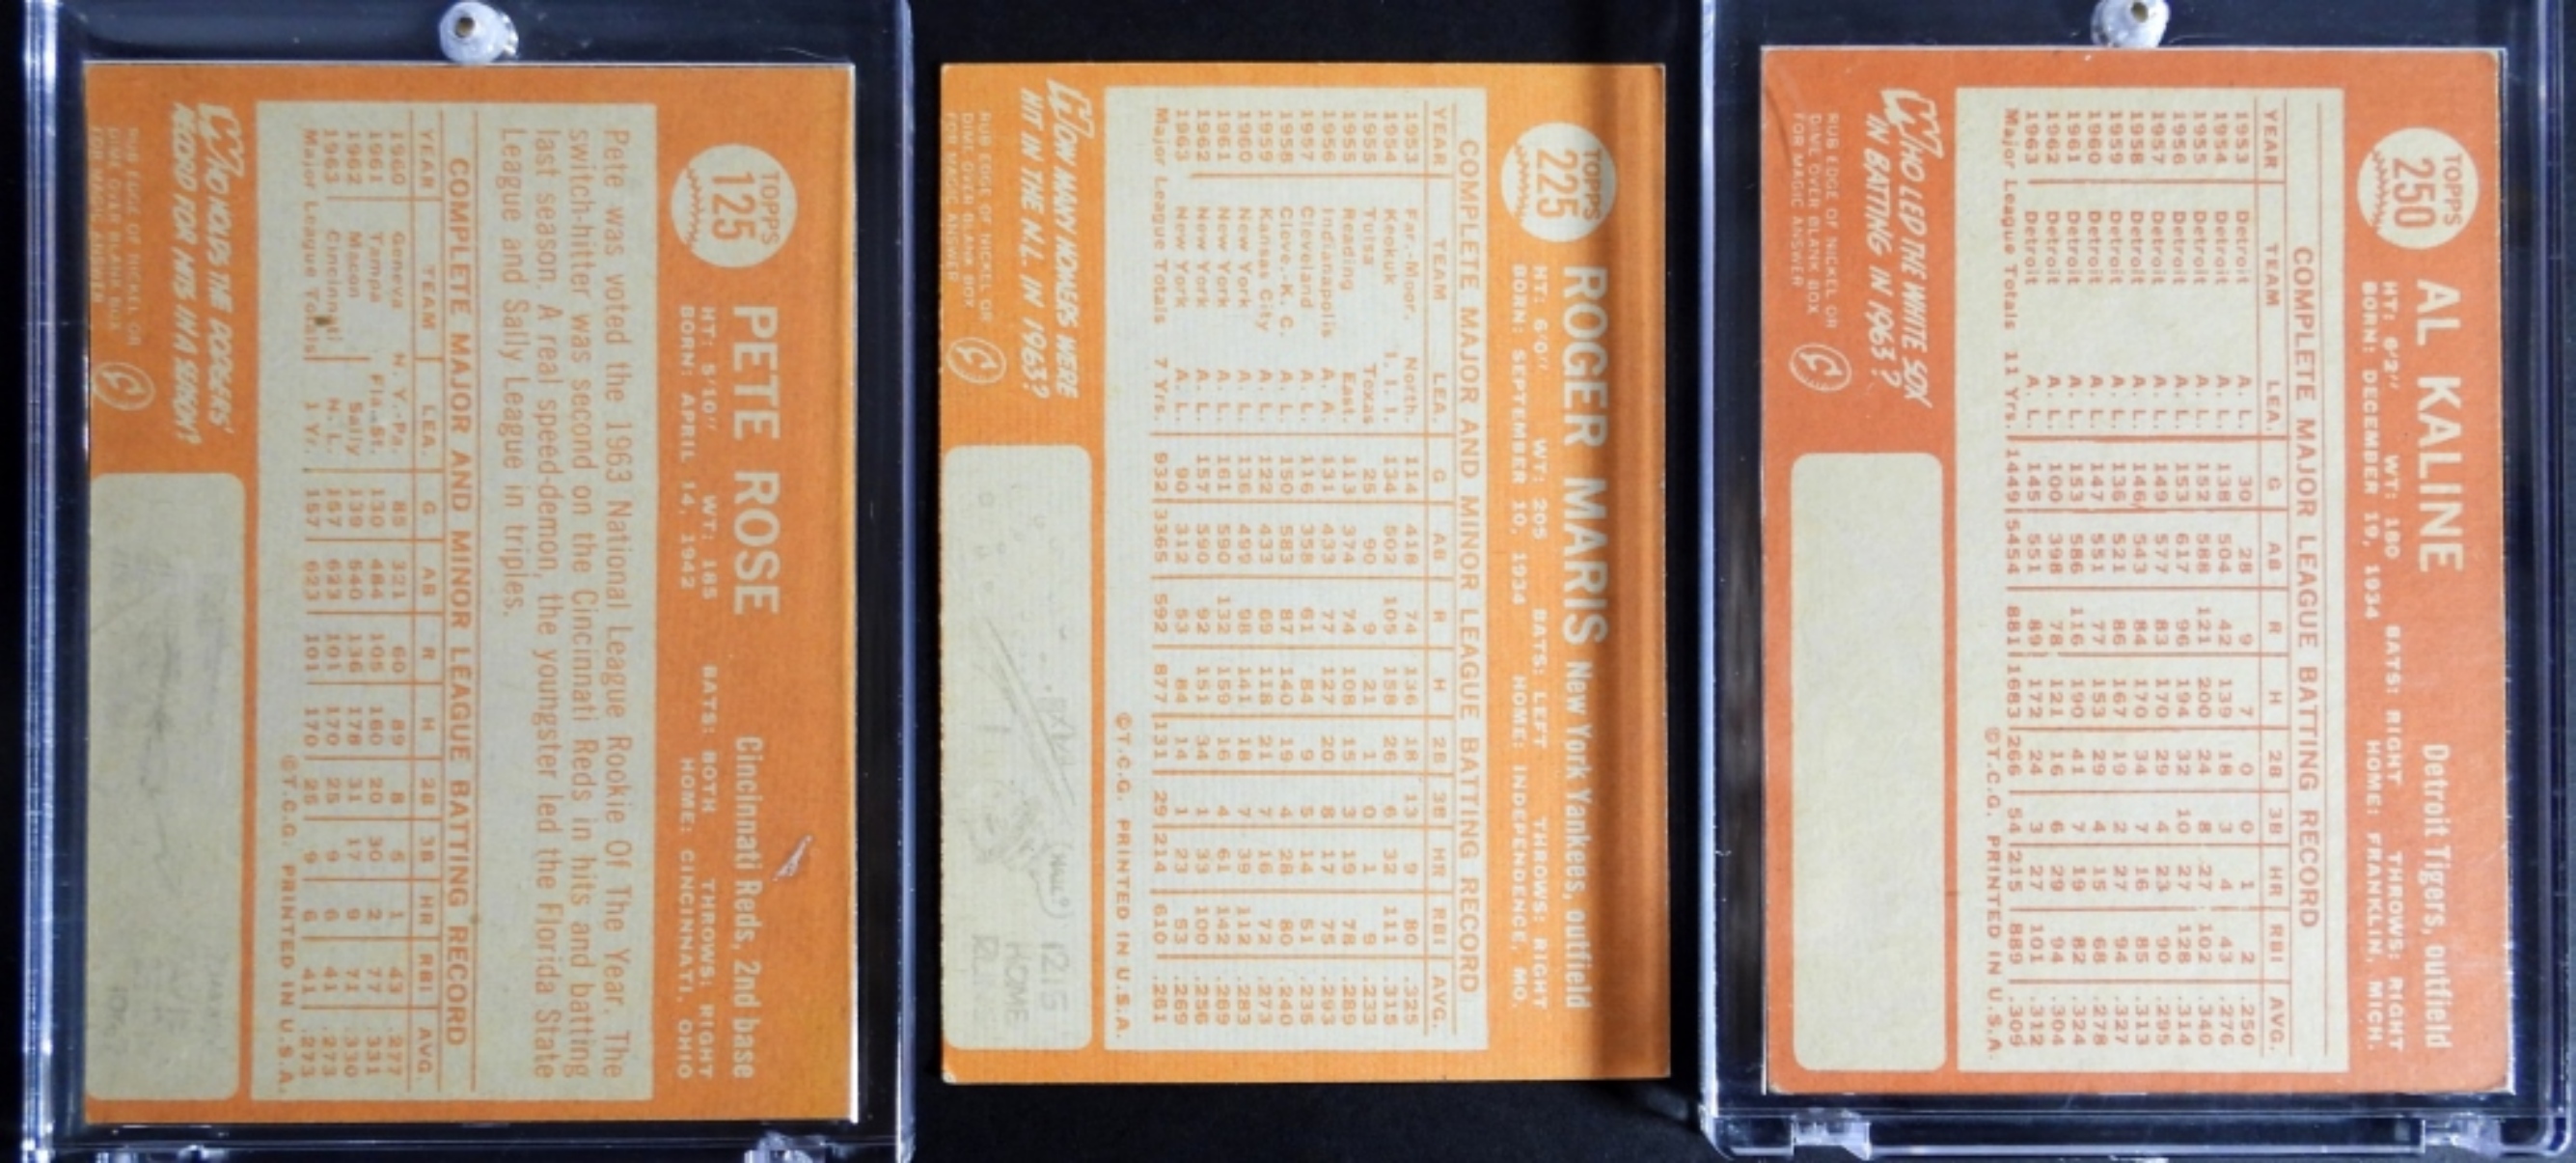 TOPPS
125
PETE ROSE
Cincinnati Reds, 2nd base
HT: 5'10" WT: 185 BATS: BOTH THROWS: RIGHT
BORN: APRIL 14, 1942 HOME: CINCINNATI, OHIO
Pete was voted the 1963 National League Rookie Of The Year. The
switch-hitter was second on the Cincinnati Reds in hits and batting
last season. A real speed-demon, the youngster led the Florida State
League and Sally League in triples.
COMPLETE MAJOR AND MINOR LEAGUE BATTING RECORD
YEAR TEAM LEA. G AB R H 2B 3B HR RBI AVG.
1960 Geneva N. Y.-Pa. 85 321 60 89 8 5 1 43 .277
1961 Tampa Fla. St. 130 484 105 160 20 30 2 77 .331
1962 Macon Sally 139 540 136 178 31 17 9 71 .330
1963 Cincinnati N. L. 157 623 101 170 25 9 6 41 .273
Major League Totals 1 Yr. 157 623 101 170 25 9 6 41 .273
©T.C.G. PRINTED IN U.S.A.
WHO HOLDS THE DODGERS'
RECORD FOR HITS IN A SEASON?
RUB EDGE OF NICKEL OR
DIME OVER BLANK BOX
FOR MAGIC ANSWER
TOPPS
225
ROGER MARIS New York Yankees, outfield
HT: 6'0" WT: 205 BATS: LEFT THROWS: RIGHT
BORN: SEPTEMBER 10, 1934 HOME: INDEPENDENCE, MO.
COMPLETE MAJOR AND MINOR LEAGUE BATTING RECORD
YEAR TEAM LEA. G AB R H 2B 3B HR RBI AVG.
1953 Far.-Moor. North. 114 418 74 136 18 13 9 80 .325
1954 Keokuk I. I. I. 134 502 105 158 26 6 32 111 .315
1955 Tulsa Texas 25 90 9 21 1 0 1 9 .233
1955 Reading East. 113 374 74 108 15 3 19 78 .289
1956 Indianapolis A. A. 131 433 77 127 20 8 17 75 .293
1957 Cleveland A. L. 116 358 61 84 9 5 14 51 .235
1958 Cleve.-K. C. A. L. 150 583 87 140 19 4 28 80 .240
1959 Kansas City A. L. 122 433 69 118 21 7 16 72 .273
1960 New York A. L. 136 499 98 141 18 7 39 112 .283
1961 New York A. L. 161 590 132 159 16 4 61 142 .269
1962 New York A. L. 157 590 92 151 34 1 33 100 .256
1963 New York A. L. 90 312 53 84 14 1 23 53 .269
Major League Totals 7 Yrs. 932 3365 592 877 131 29 214 610 .261
©T.C.G. PRINTED IN U.S.A.
HOW MANY HOMERS WERE
HIT IN THE N.L. IN 1963?
RUB EDGE OF NICKEL OR
DIME OVER BLANK BOX
FOR MAGIC ANSWER
1215
HOME
RUNS
TOPPS
250
AL KALINE
Detroit Tigers, outfield
HT: 6'2" WT: 180 BATS: RIGHT THROWS: RIGHT
BORN: DECEMBER 19, 1934 HOME: FRANKLIN, MICH.
COMPLETE MAJOR LEAGUE BATTING RECORD
YEAR TEAM LEA. G AB R H 2B 3B HR RBI AVG.
1953 Detroit A. L. 30 28 9 7 0 0 1 2 .250
1954 Detroit A. L. 138 504 42 139 18 3 4 43 .276
1955 Detroit A. L. 152 588 121 200 24 8 27 102 .340
1956 Detroit A. L. 153 617 96 194 32 10 27 128 .314
1957 Detroit A. L. 149 577 83 170 29 4 23 90 .295
1958 Detroit A. L. 146 543 84 170 34 7 16 85 .313
1959 Detroit A. L. 136 521 86 167 19 2 27 94 .327
1960 Detroit A. L. 147 551 77 153 29 4 15 68 .278
1961 Detroit A. L. 153 586 116 190 41 7 19 82 .324
1962 Detroit A. L. 100 398 78 121 16 6 29 94 .304
1963 Detroit A. L. 145 551 89 172 24 3 27 101 .312
Major League Totals 11 Yrs. 1449 5454 881 1683 266 54 215 889 .309
©T.C.G. PRINTED IN U.S.A.
WHO LED THE WHITE SOX
IN BATTING IN 1963?
RUB EDGE OF NICKEL OR
DIME OVER BLANK BOX
FOR MAGIC ANSWER